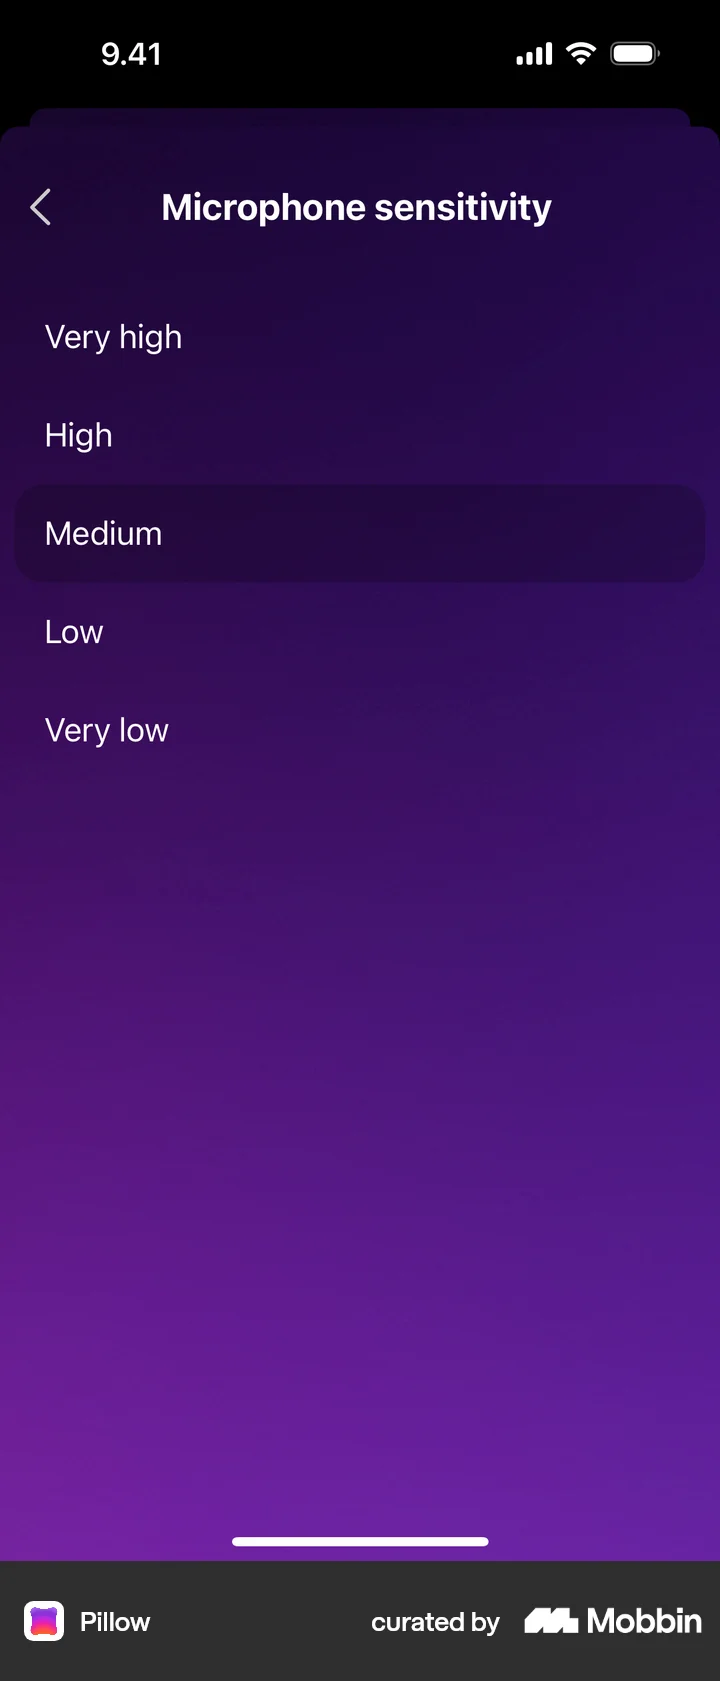 9.41
Microphone sensitivity
Very high
High
Medium
Low
Very low
Pillow
curated by Mobbin